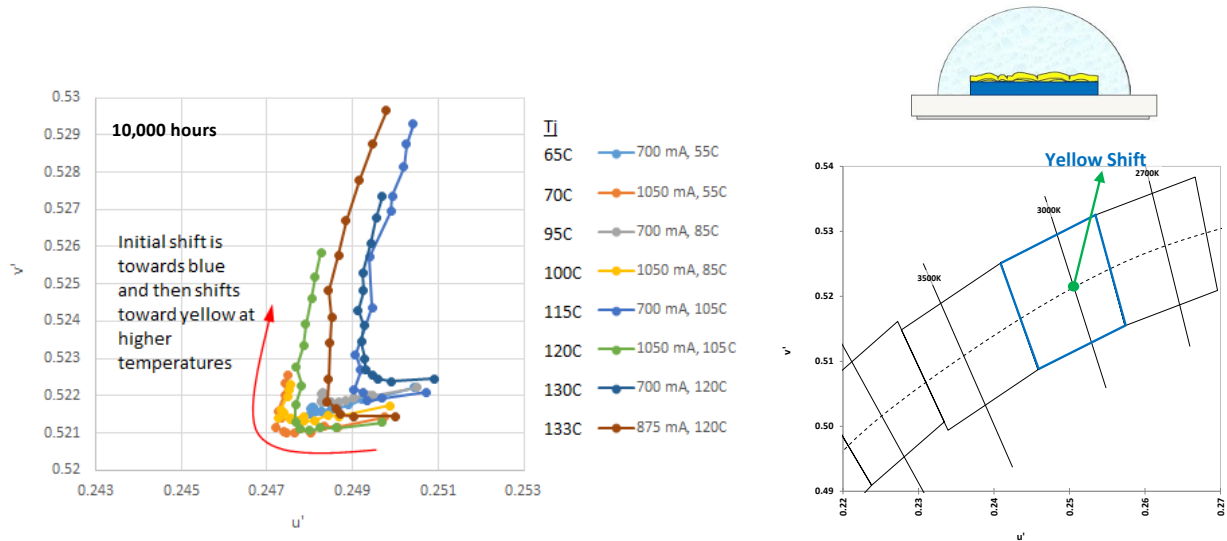 0.53
0.529
0.528
0.527
0.526
0.525
0.524
0.523
0.522
0.521
0.52
v'
10,000 hours
Initial shift is
towards blue
and then shifts
toward yellow at
higher
temperatures
0.243
0.245
0.247
0.249
0.251
0.253
u'
Tj
65C 700 mA, 55C
70C 1050 mA, 55C
95C 700 mA, 85C
100C 1050 mA, 85C
115C 700 mA, 105C
120C 1050 mA, 105C
130C 700 mA, 120C
133C 875 mA, 120C
Yellow Shift
0.54
0.53
0.52
0.51
0.50
0.49
v'
2700K
3000K
3500K
0.22
0.23
0.24
0.25
0.26
0.27
u'